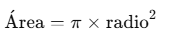 Área = π × radio²